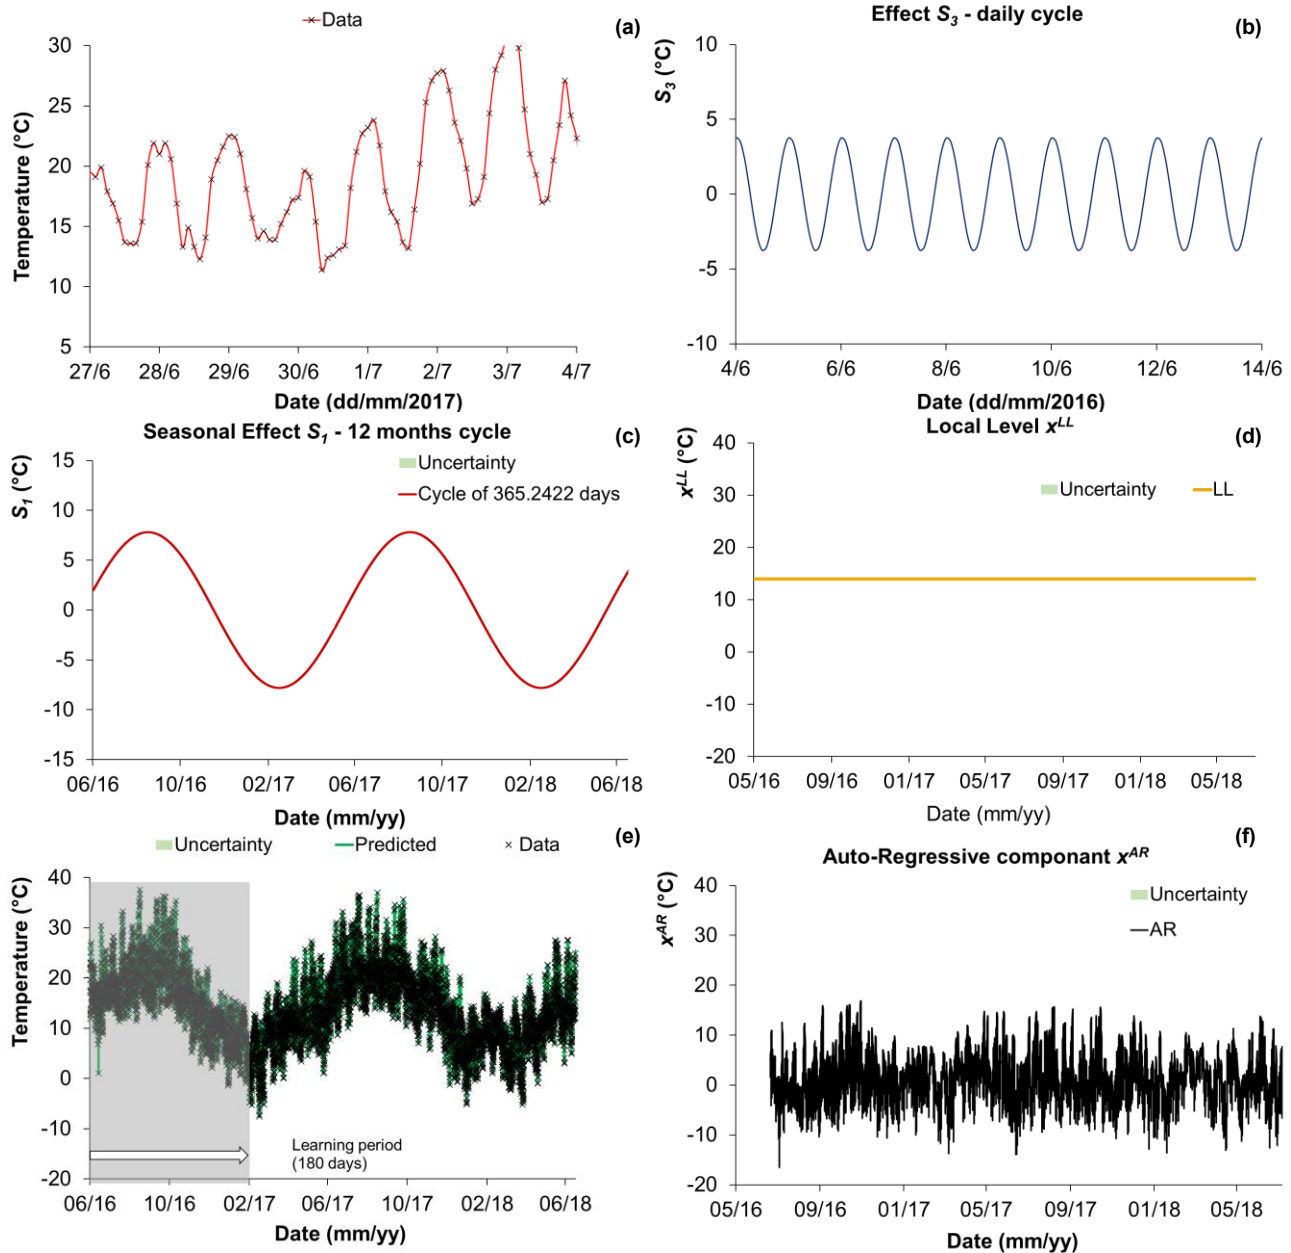 Data
(a)
Temperature (°C)
30
25
20
15
10
5
27/6 28/6 29/6 30/6 1/7 2/7 3/7 4/7
Date (dd/mm/2017)
Effect S3 - daily cycle
(b)
S3 (°C)
10
5
0
-5
-10
4/6 6/6 8/6 10/6 12/6 14/6
Date (dd/mm/2016)
Seasonal Effect S1 - 12 months cycle
(c)
S1 (°C)
Uncertainty
Cycle of 365.2422 days
15
10
5
0
-5
-10
-15
06/16 10/16 02/17 06/17 10/17 02/18 06/18
Date (mm/yy)
Local Level xLL
(d)
xLL (°C)
Uncertainty LL
40
30
20
10
0
-10
-20
05/16 09/16 01/17 05/17 09/17 01/18 05/18
Date (mm/yy)
Uncertainty Predicted Data
(e)
Temperature (°C)
40
30
20
10
0
-10
-20
Learning period
(180 days)
06/16 10/16 02/17 06/17 10/17 02/18 06/18
Date (mm/yy)
Auto-Regressive componant xAR
(f)
xAR (°C)
Uncertainty
AR
40
30
20
10
0
-10
-20
05/16 09/16 01/17 05/17 09/17 01/18 05/18
Date (mm/yy)